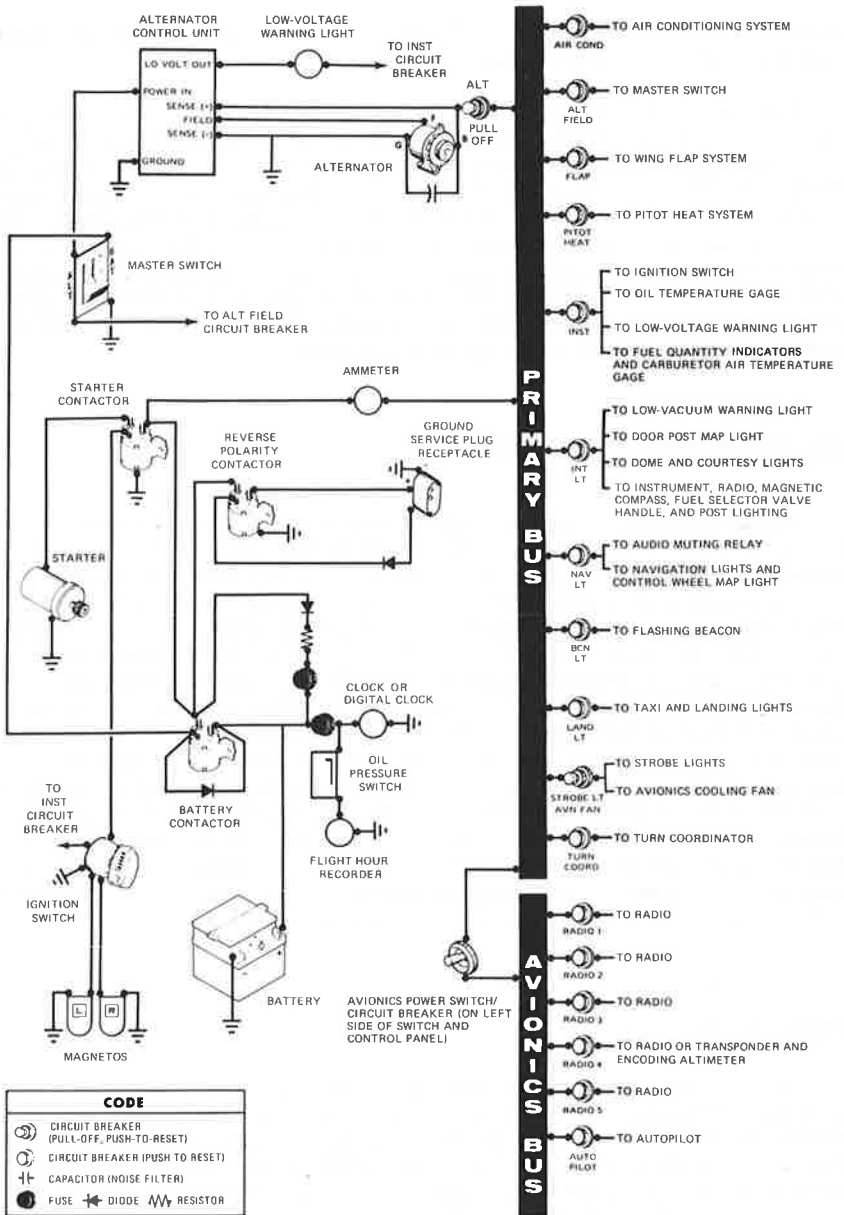 ALTERNATOR
CONTROL UNIT
LOW-VOLTAGE
WARNING LIGHT
TO INST
CIRCUIT
BREAKER
LO VOLT OUT
POWER IN
SENSE (+)
FIELD
SENSE (-)
GROUND
ALT
PULL
OFF
F
B
G
ALTERNATOR
MASTER SWITCH
TO ALT FIELD
CIRCUIT BREAKER
AMMETER
STARTER
CONTACTOR
REVERSE
POLARITY
CONTACTOR
GROUND
SERVICE PLUG
RECEPTACLE
STARTER
CLOCK OR
DIGITAL CLOCK
OIL
PRESSURE
SWITCH
BATTERY
CONTACTOR
FLIGHT HOUR
RECORDER
TO
INST
CIRCUIT
BREAKER
IGNITION
SWITCH
L
R
MAGNETOS
BATTERY
AVIONICS POWER SWITCH/
CIRCUIT BREAKER (ON LEFT
SIDE OF SWITCH AND
CONTROL PANEL)
PRIMARY BUS
AIR COND
TO AIR CONDITIONING SYSTEM
ALT
FIELD
TO MASTER SWITCH
FLAP
TO WING FLAP SYSTEM
PITOT
HEAT
TO PITOT HEAT SYSTEM
INST
TO IGNITION SWITCH
TO OIL TEMPERATURE GAGE
TO LOW-VOLTAGE WARNING LIGHT
TO FUEL QUANTITY INDICATORS
AND CARBURETOR AIR TEMPERATURE
GAGE
INT
LT
TO LOW-VACUUM WARNING LIGHT
TO DOOR POST MAP LIGHT
TO DOME AND COURTESY LIGHTS
TO INSTRUMENT, RADIO, MAGNETIC
COMPASS, FUEL SELECTOR VALVE
HANDLE, AND POST LIGHTING
NAV
LT
TO AUDIO MUTING RELAY
TO NAVIGATION LIGHTS AND
CONTROL WHEEL MAP LIGHT
BCN
LT
TO FLASHING BEACON
LAND
LT
TO TAXI AND LANDING LIGHTS
STROBE LT
AVN FAN
TO STROBE LIGHTS
TO AVIONICS COOLING FAN
TURN
COORD
TO TURN COORDINATOR
AVIONICS BUS
RADIO 1
TO RADIO
RADIO 2
TO RADIO
RADIO 3
TO RADIO
RADIO 4
TO RADIO OR TRANSPONDER AND
ENCODING ALTIMETER
RADIO 5
TO RADIO
AUTO
PILOT
TO AUTOPILOT
CODE
CIRCUIT BREAKER
(PULL-OFF, PUSH-TO-RESET)
CIRCUIT BREAKER (PUSH TO RESET)
CAPACITOR (NOISE FILTER)
FUSE DIODE RESISTOR